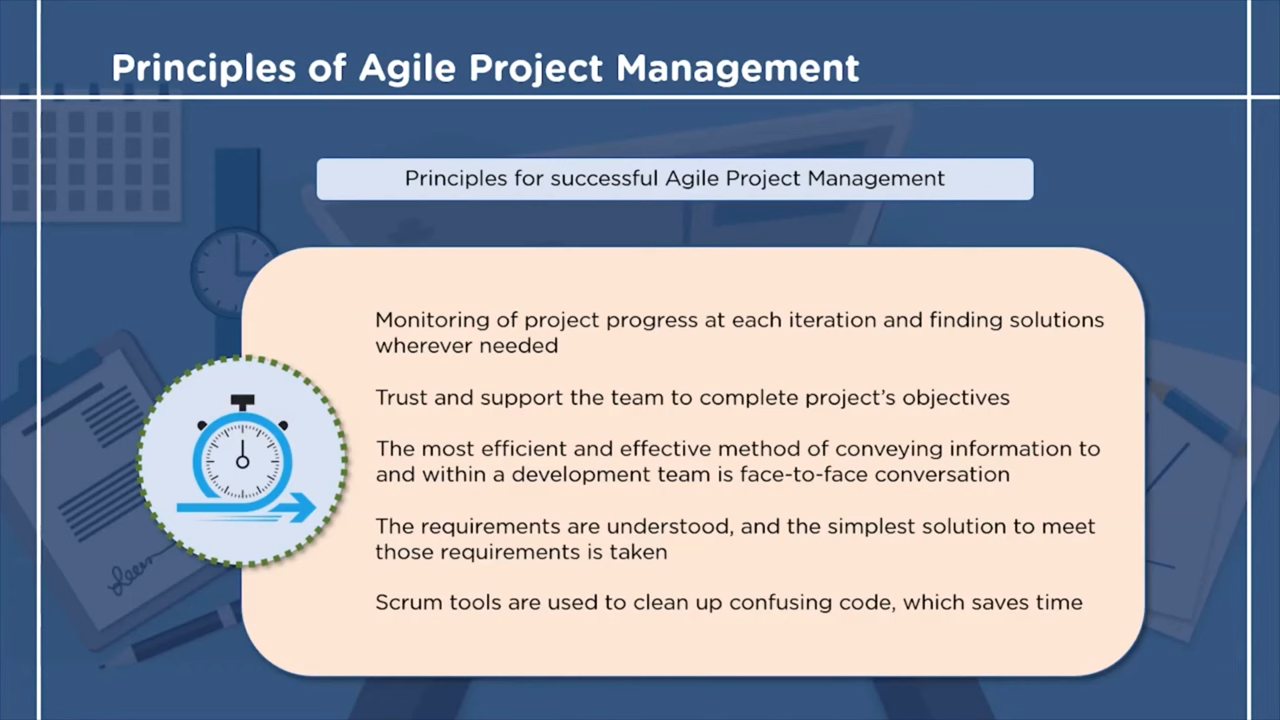 Principles of Agile Project Management
Principles for successful Agile Project Management
Monitoring of project progress at each iteration and finding solutions
wherever needed
Trust and support the team to complete project’s objectives
The most efficient and effective method of conveying information to
and within a development team is face-to-face conversation
The requirements are understood, and the simplest solution to meet
those requirements is taken
Scrum tools are used to clean up confusing code, which saves time